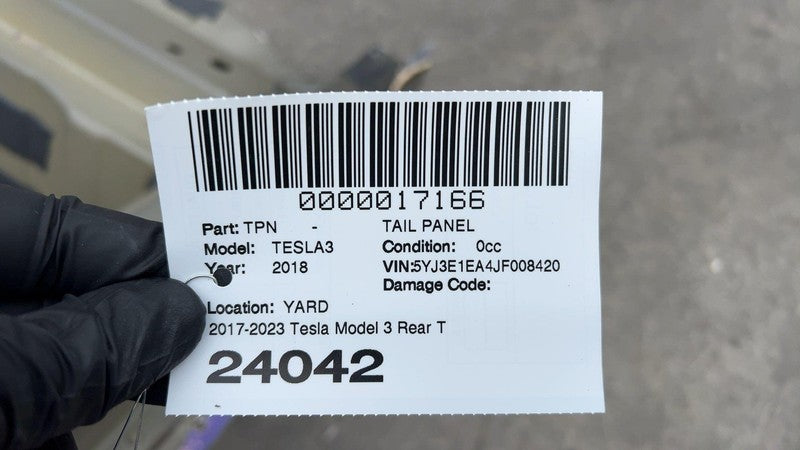 0000017166
Part: TPN - TAIL PANEL
Model: TESLA3 Condition: 0cc
Year: 2018 VIN:5YJ3E1EA4JF008420
Damage Code:
Location: YARD
2017-2023 Tesla Model 3 Rear T
24042